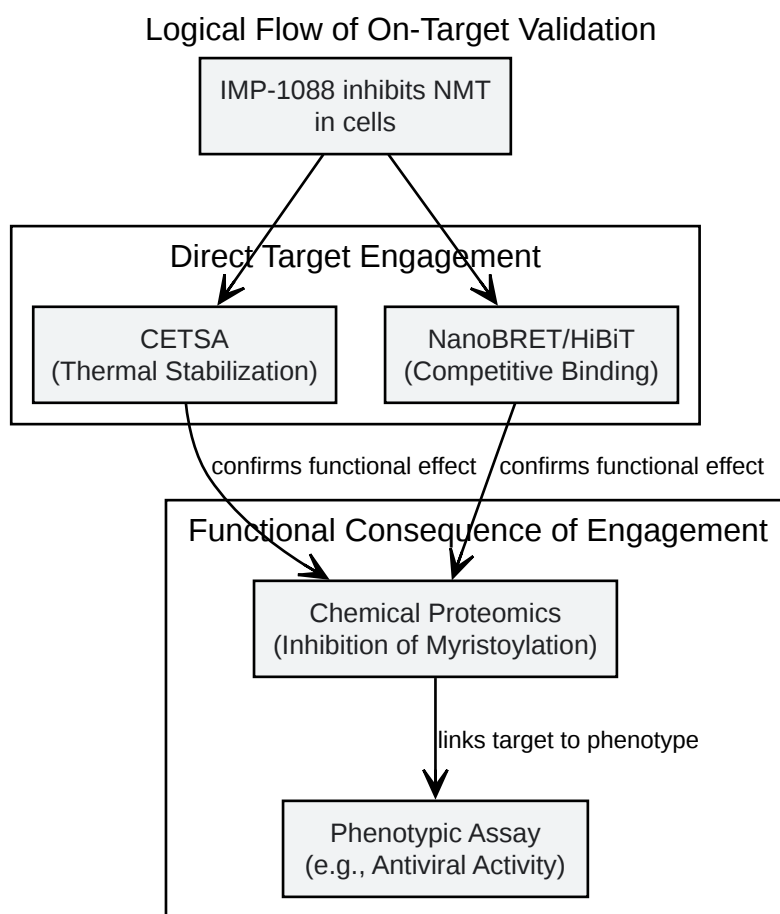 Logical Flow of On-Target Validation
IMP-1088 inhibits NMT
in cells
Direct Target Engagement
CETSA
(Thermal Stabilization)
NanoBRET/HiBiT
(Competitive Binding)
confirms functional effect
confirms functional effect
Functional Consequence of Engagement
Chemical Proteomics
(Inhibition of Myristoylation)
links target to phenotype
Phenotypic Assay
(e.g., Antiviral Activity)